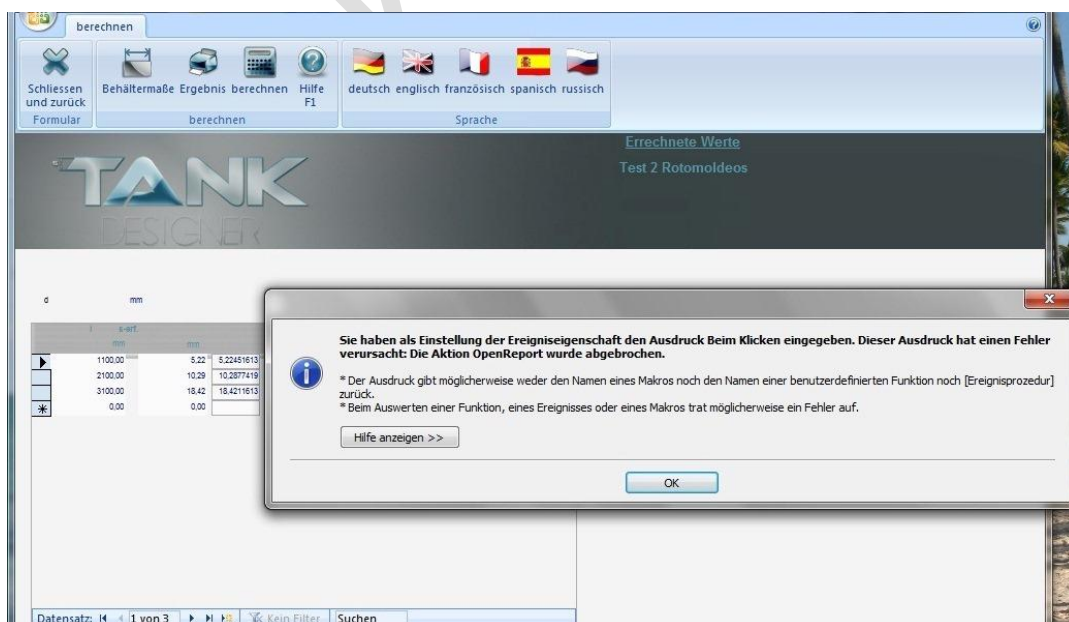 berechnen
Schliessen und zurück
Behältermaße
Ergebnis
berechnen
Hilfe F1
deutsch
englisch
französisch
spanisch
russisch
Formular
berechnen
Sprache
TANK
DESIGNER
Errechnete Werte
Test 2 Rotomoldeos
d mm
l s-erf.
mm mm
1100,00 5,22 5,22451613
2100,00 10,29 10,2877419
3100,00 18,42 18,4211613
0,00 0,00
Sie haben als Einstellung der Ereigniseigenschaft den Ausdruck Beim Klicken eingegeben. Dieser Ausdruck hat einen Fehler
verursacht: Die Aktion OpenReport wurde abgebrochen.
* Der Ausdruck gibt möglicherweise weder den Namen eines Makros noch den Namen einer benutzerdefinierten Funktion noch [Ereignisprozedur]
zurück.
* Beim Auswerten einer Funktion, eines Ereignisses oder eines Makros trat möglicherweise ein Fehler auf.
Hilfe anzeigen >>
OK
Datensatz: 1 von 3 Kein Filter Suchen